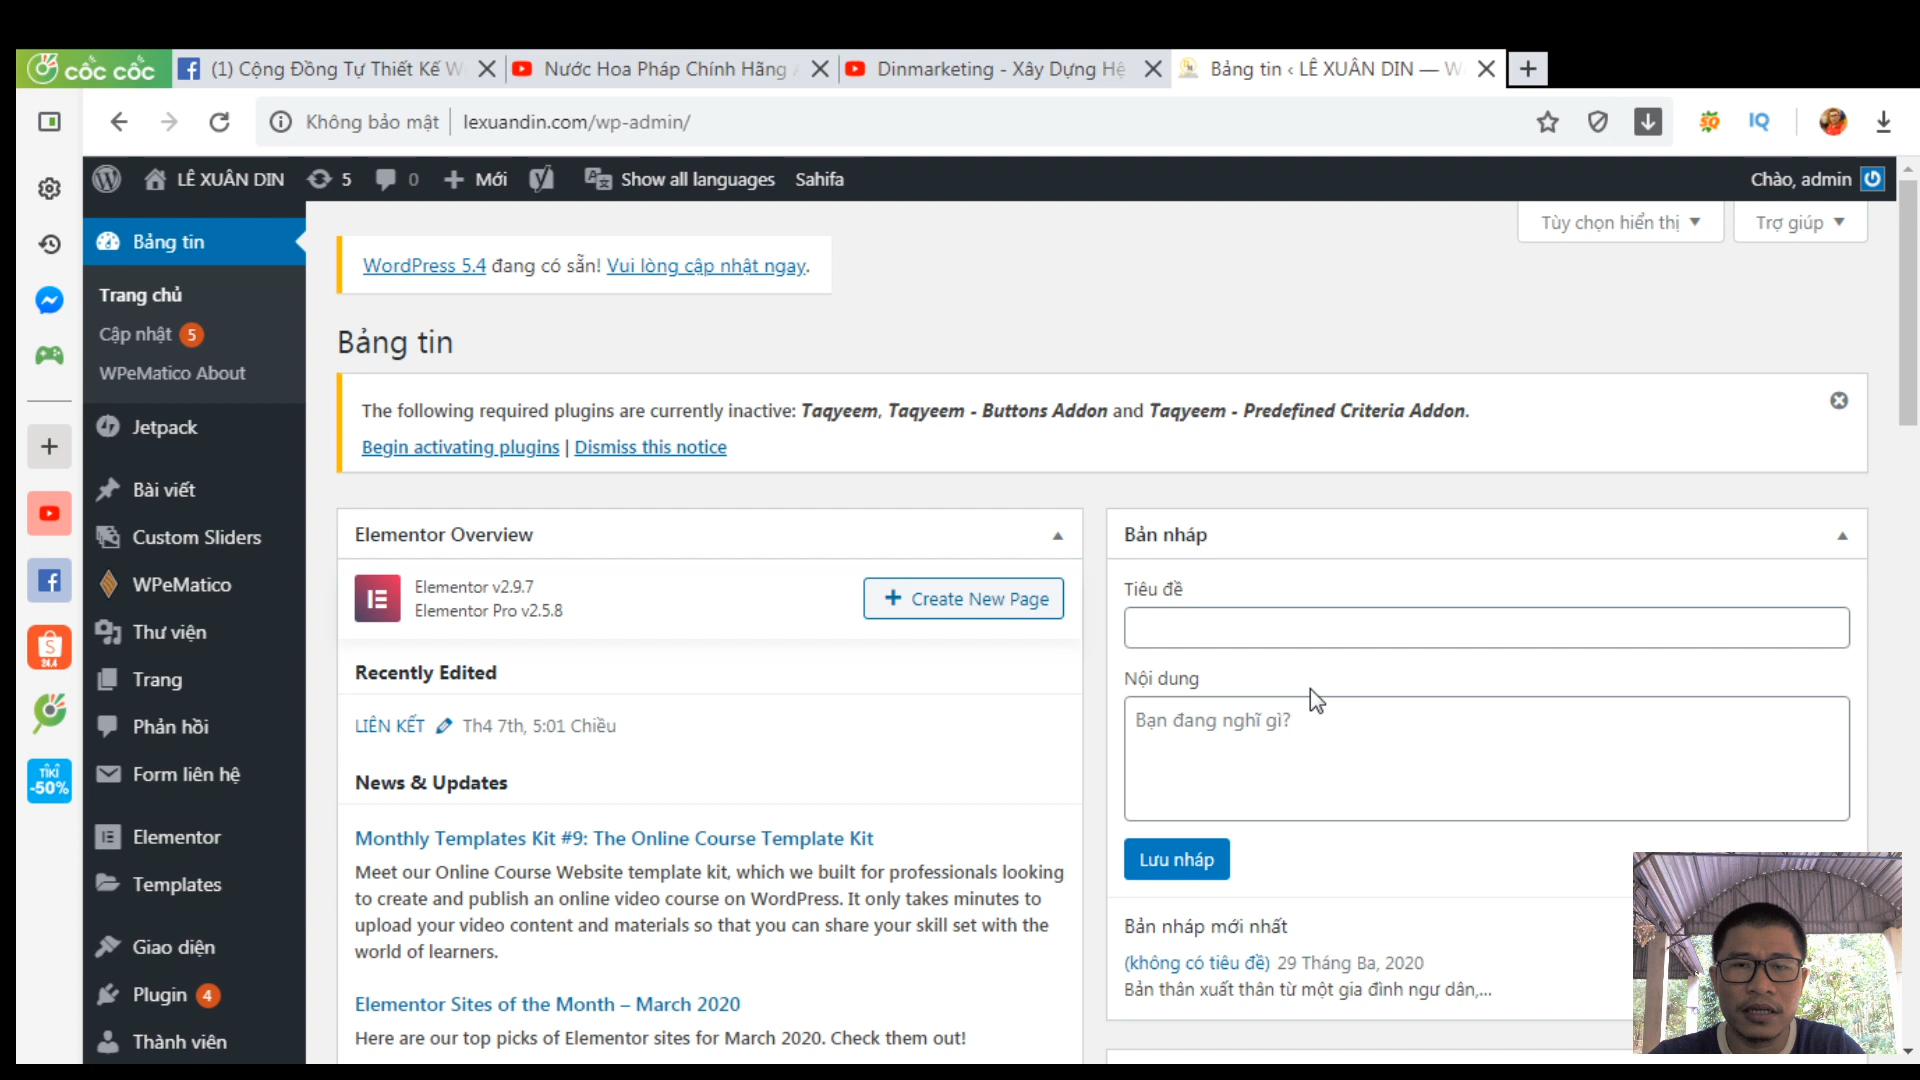 cốc cốc
(1) Cộng Đồng Tự Thiết Kế W
Nước Hoa Pháp Chính Hãng
Dinmarketing - Xây Dựng Hệ
Bảng tin ‹ LÊ XUÂN DIN — W
Không bảo mật
lexuandin.com/wp-admin/
SQ
IQ
LÊ XUÂN DIN
5
0
Mới
Show all languages
Sahifa
Chào, admin
Tùy chọn hiển thị
Trợ giúp
Bảng tin
Trang chủ
Cập nhật 5
WPeMatico About
Jetpack
Bài viết
Custom Sliders
WPeMatico
Thư viện
Trang
Phản hồi
Form liên hệ
Elementor
Templates
Giao diện
Plugin 4
Thành viên
24.4
TIKI
-50%
WordPress 5.4 đang có sẵn! Vui lòng cập nhật ngay.
Bảng tin
The following required plugins are currently inactive: Taqyeem, Taqyeem - Buttons Addon and Taqyeem - Predefined Criteria Addon.
Begin activating plugins | Dismiss this notice
Elementor Overview
Elementor v2.9.7
Elementor Pro v2.5.8
Create New Page
Recently Edited
LIÊN KẾT Th4 7th, 5:01 Chiều
News & Updates
Monthly Templates Kit #9: The Online Course Template Kit
Meet our Online Course Website template kit, which we built for professionals looking
to create and publish an online video course on WordPress. It only takes minutes to
upload your video content and materials so that you can share your skill set with the
world of learners.
Elementor Sites of the Month – March 2020
Here are our top picks of Elementor sites for March 2020. Check them out!
Bản nháp
Tiêu đề
Nội dung
Bạn đang nghĩ gì?
Lưu nháp
Bản nháp mới nhất
(không có tiêu đề) 29 Tháng Ba, 2020
Bản thân xuất thân từ một gia đình ngư dân,...